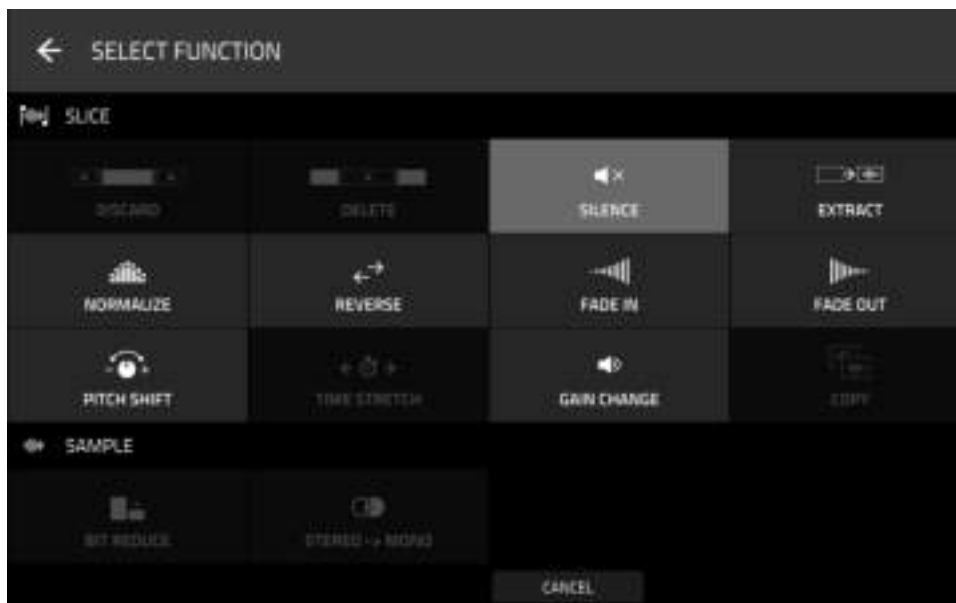 SELECT FUNCTION
SLICE
DISCARD DELETE SILENCE EXTRACT
NORMALIZE REVERSE FADE IN FADE OUT
PITCH SHIFT TIME STRETCH GAIN CHANGE COPY
SAMPLE
BIT REDUCE STEREO -> MONO
CANCEL